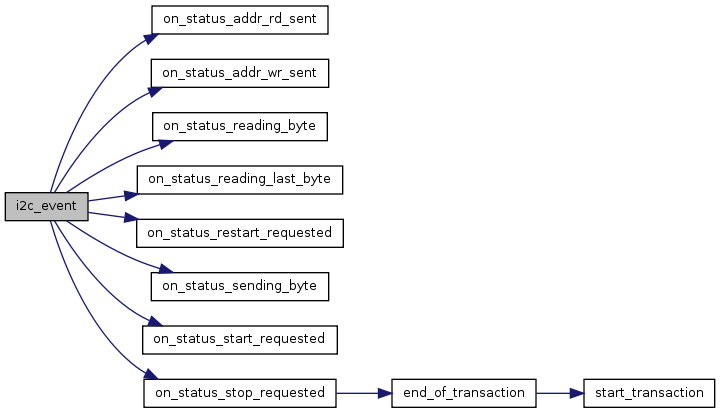 on_status_addr_rd_sent
on_status_addr_wr_sent
on_status_reading_byte
on_status_reading_last_byte
i2c_event
on_status_restart_requested
on_status_sending_byte
on_status_start_requested
on_status_stop_requested
end_of_transaction
start_transaction